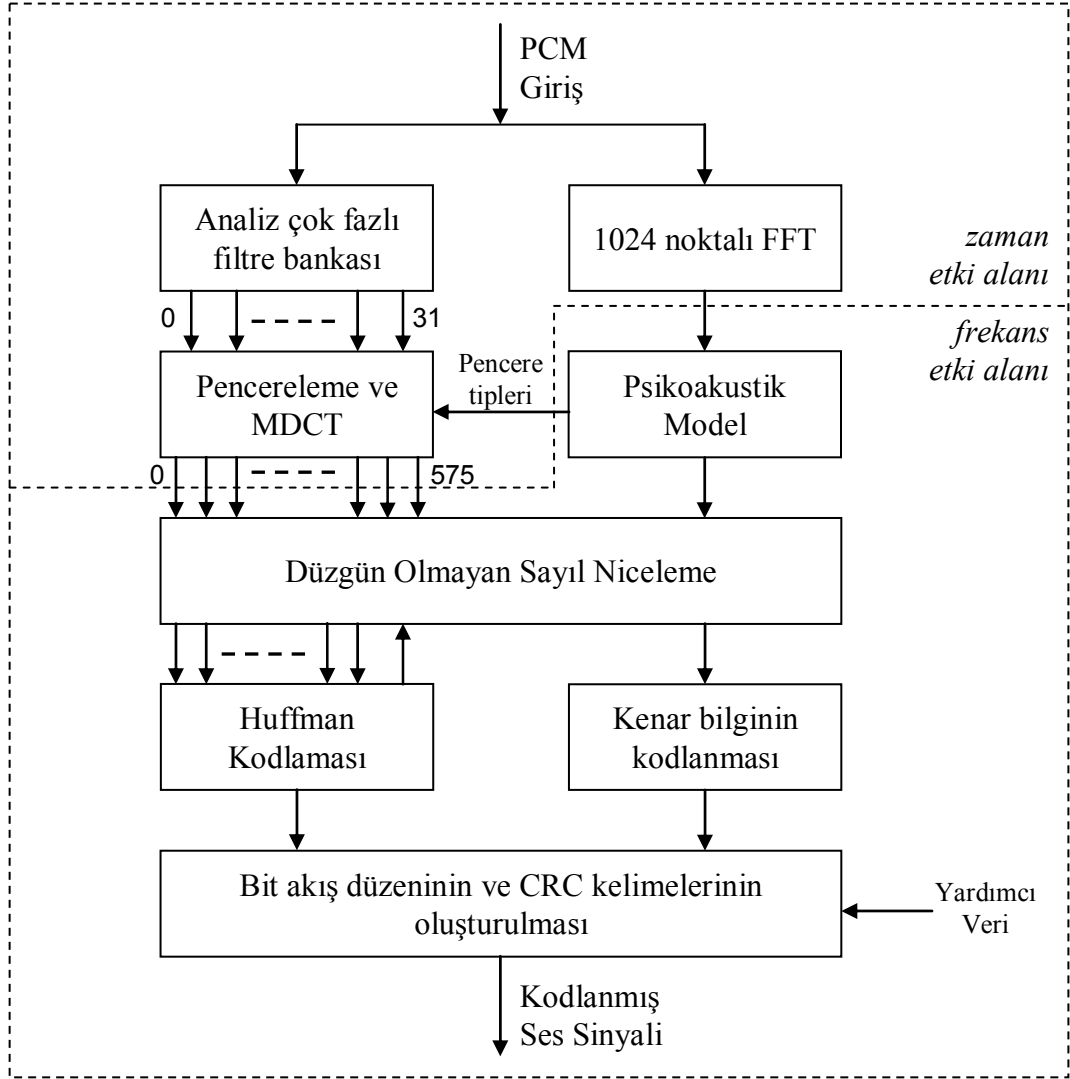 PCM
Giriş
Analiz çok fazlı
filtre bankası
1024 noktalı FFT
zaman
etki alanı
0
31
frekans
etki alanı
Pencereleme ve
MDCT
Pencere
tipleri
Psikoakustik
Model
0
575
Düzgün Olmayan Sayıl Niceleme
Huffman
Kodlaması
Kenar bilginin
kodlanması
Bit akış düzeninin ve CRC kelimelerinin
oluşturulması
Yardımcı
Veri
Kodlanmış
Ses Sinyali